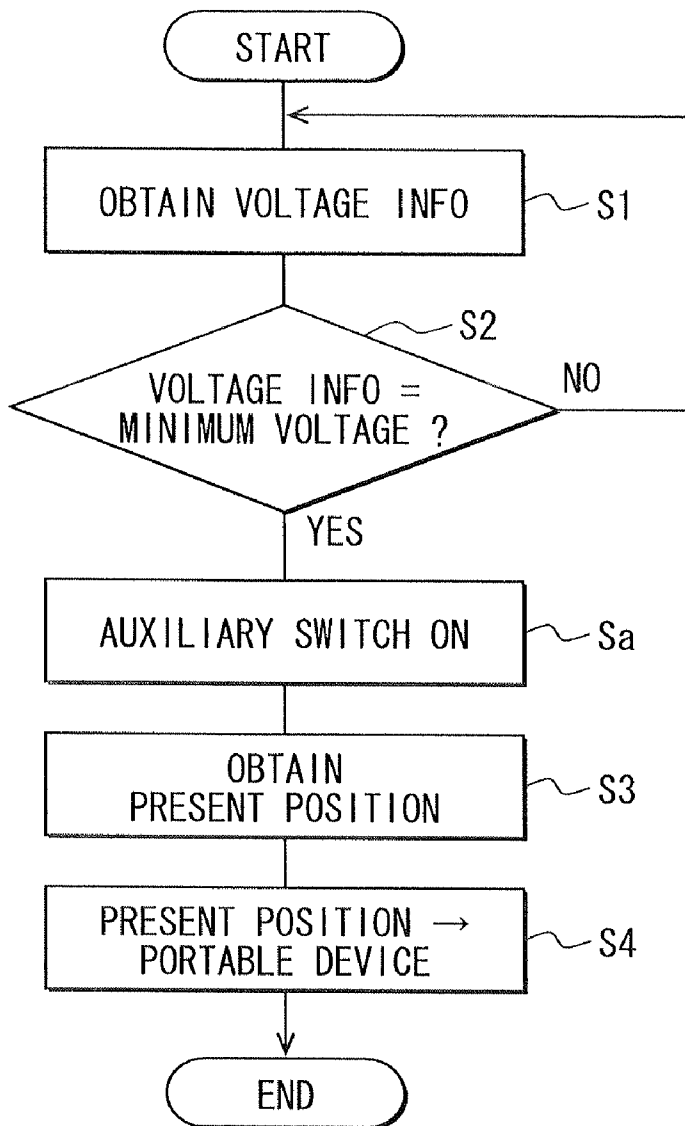 START
OBTAIN VOLTAGE INFO
S1
S2
VOLTAGE INFO =
MINIMUM VOLTAGE ?
NO
YES
AUXILIARY SWITCH ON
Sa
OBTAIN
PRESENT POSITION
S3
PRESENT POSITION →
PORTABLE DEVICE
S4
END